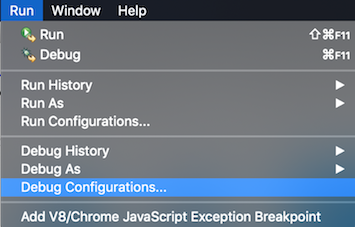 Run Window Help
Run ⇧⌘F11
Debug ⌘F11
Run History ▶
Run As ▶
Run Configurations...
Debug History ▶
Debug As ▶
Debug Configurations...
Add V8/Chrome JavaScript Exception Breakpoint